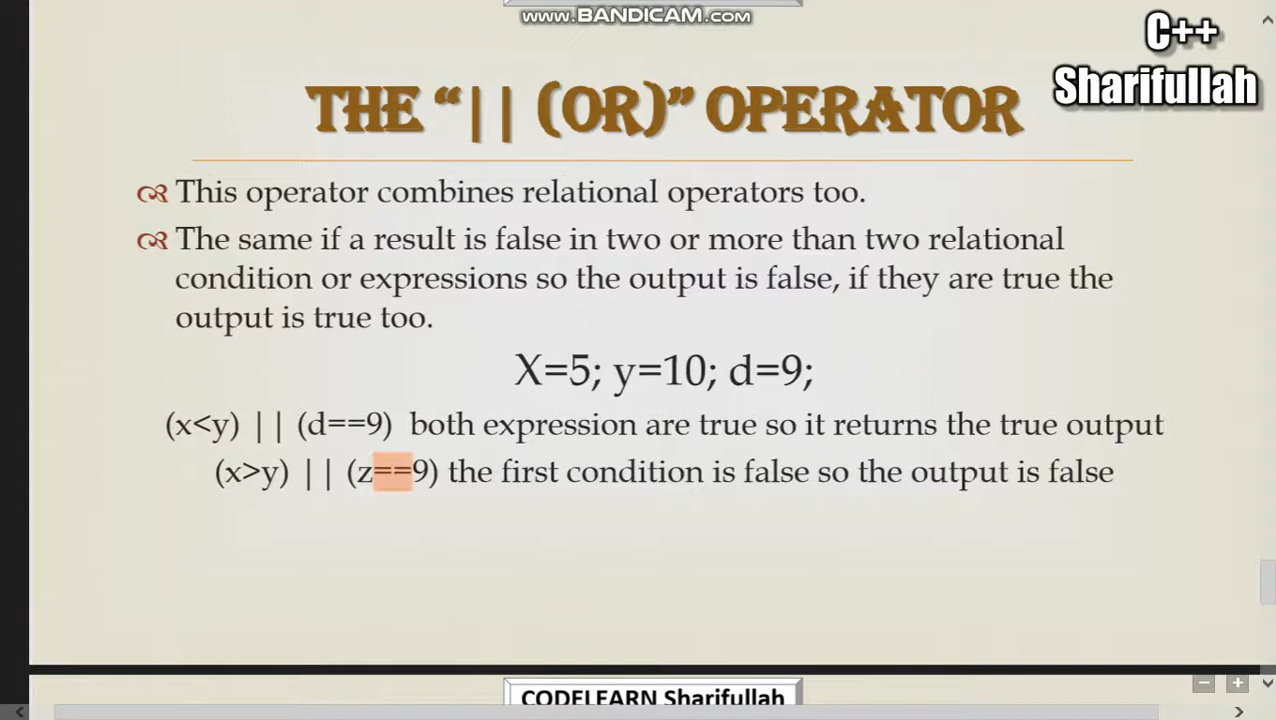 www.BANDICAM.com
C++
Sharifullah
THE “|| (OR)” OPERATOR
This operator combines relational operators too.
The same if a result is false in two or more than two relational
condition or expressions so the output is false, if they are true the
output is true too.
X=5; y=10; d=9;
(x<y) || (d==9) both expression are true so it returns the true output
(x>y) || (z==9) the first condition is false so the output is false
CODELEARN Sharifullah